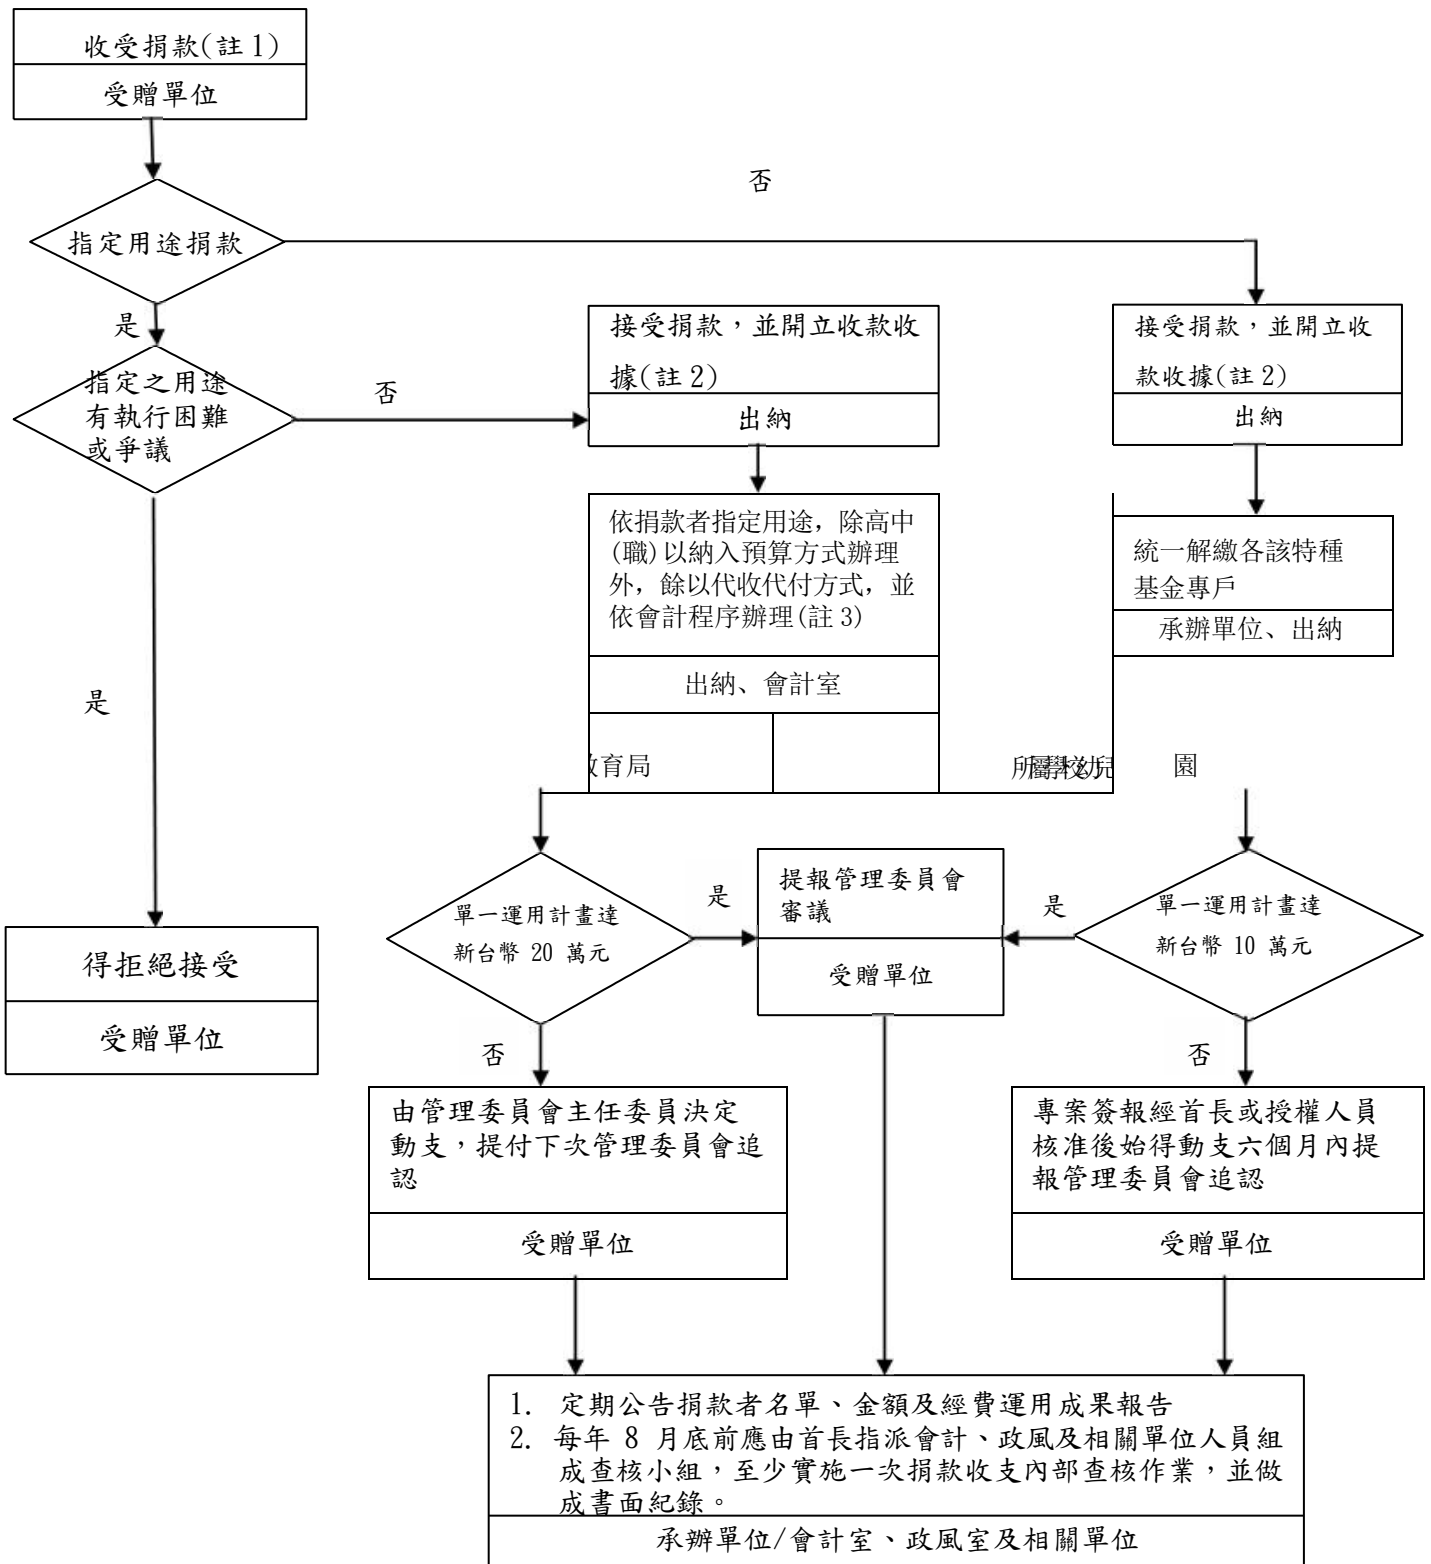 收受捐款(註 1)
受贈單位
否
指定用途捐款
是
接受捐款，並開立收款收
據(註 2)
出納
接受捐款，並開立收
款收據(註 2)
出納
指定之用途
有執行困難
或爭議
否
依捐款者指定用途，除高中
(職)以納入預算方式辦理
外，餘以代收代付方式，並
依會計程序辦理(註 3)
出納、會計室
統一解繳各該特種
基金專戶
承辦單位、出納
是
教育局
所屬學校幼兒園
單一運用計畫達
新台幣 20 萬元
是
提報管理委員會
審議
受贈單位
是
單一運用計畫達
新台幣 10 萬元
得拒絕接受
受贈單位
否
否
由管理委員會主任委員決定
動支，提付下次管理委員會追
認
受贈單位
專案簽報經首長或授權人員
核准後始得動支六個月內提
報管理委員會追認
受贈單位
1. 定期公告捐款者名單、金額及經費運用成果報告
2. 每年 8 月底前應由首長指派會計、政風及相關單位人員組
成查核小組，至少實施一次捐款收支內部查核作業，並做
成書面紀錄。
承辦單位/會計室、政風室及相關單位